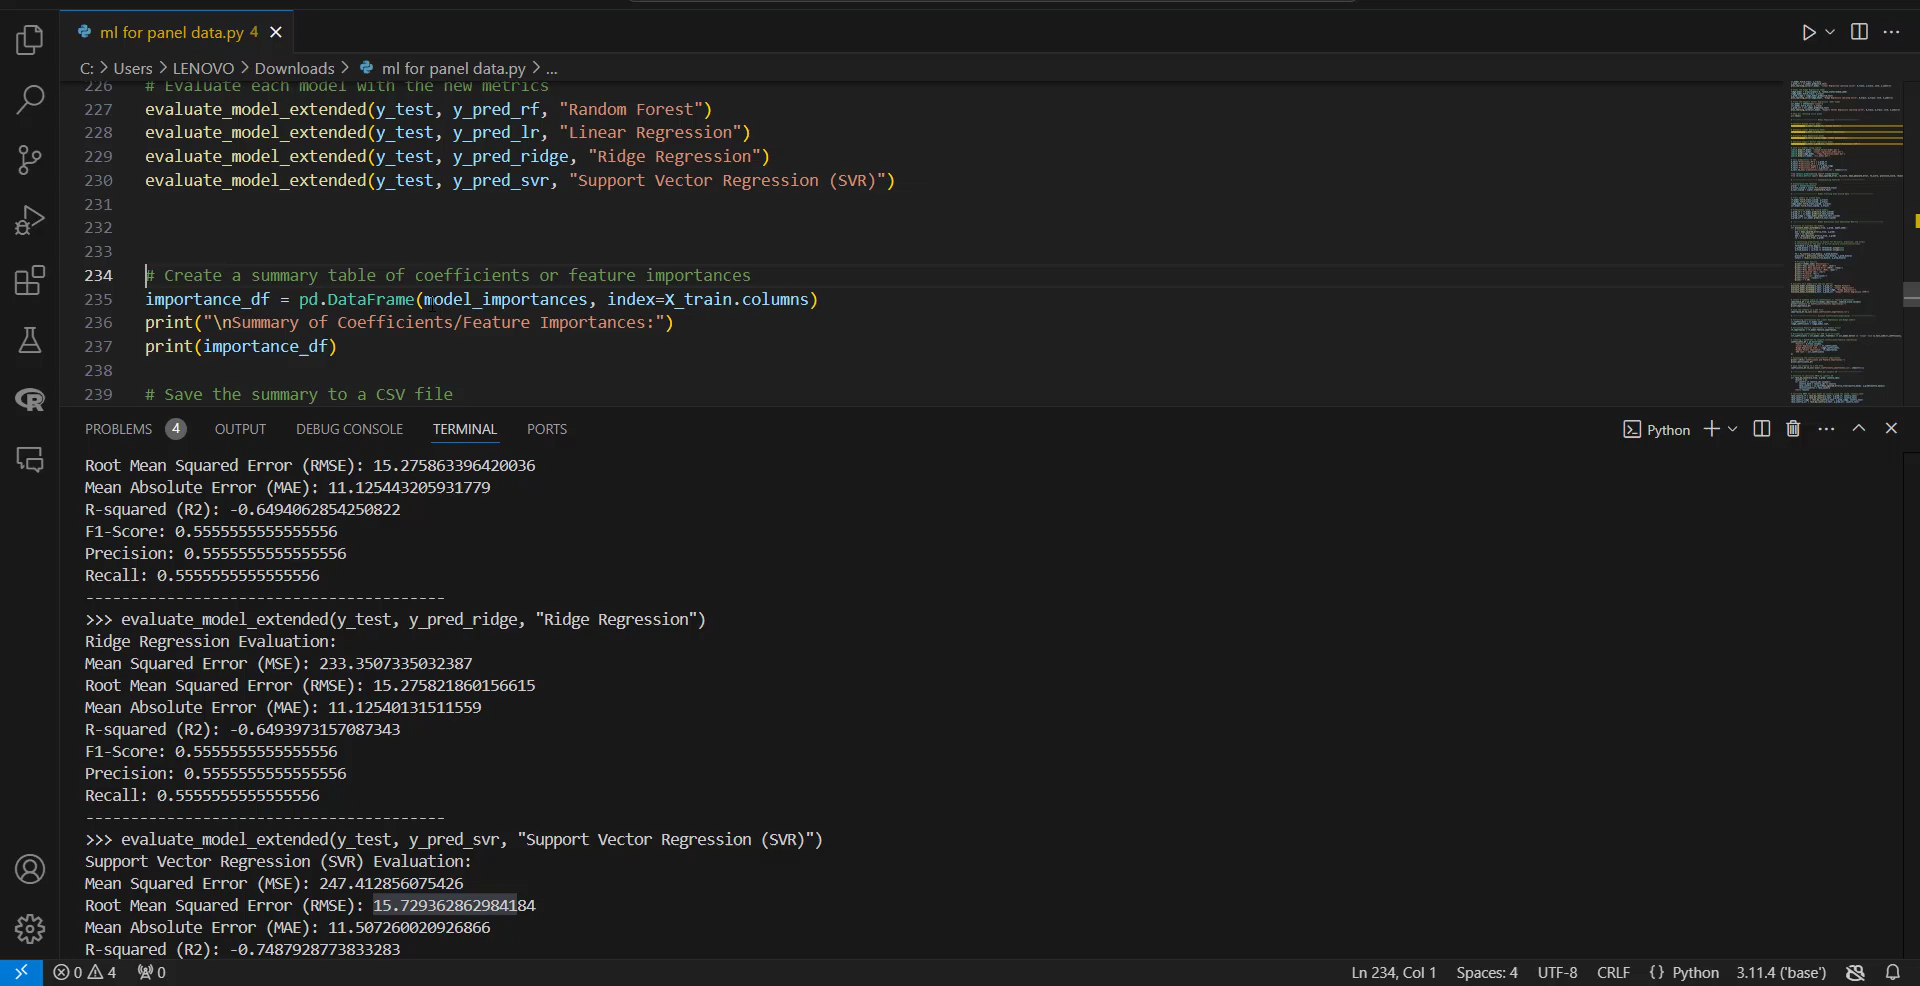 ml for panel data.py 4
C: > Users > LENOVO > Downloads > ml for panel data.py > ...
226 # Evaluate each model with the new metrics
227 evaluate_model_extended(y_test, y_pred_rf, "Random Forest")
228 evaluate_model_extended(y_test, y_pred_lr, "Linear Regression")
229 evaluate_model_extended(y_test, y_pred_ridge, "Ridge Regression")
230 evaluate_model_extended(y_test, y_pred_svr, "Support Vector Regression (SVR)")
231
232
233
234 # Create a summary table of coefficients or feature importances
235 importance_df = pd.DataFrame(model_importances, index=X_train.columns)
236 print("\nSummary of Coefficients/Feature Importances:")
237 print(importance_df)
238
239 # Save the summary to a CSV file
PROBLEMS 4 OUTPUT DEBUG CONSOLE TERMINAL PORTS Python
Root Mean Squared Error (RMSE): 15.275863396420036
Mean Absolute Error (MAE): 11.125443205931779
R-squared (R2): -0.6494062854250822
F1-Score: 0.5555555555555556
Precision: 0.5555555555555556
Recall: 0.5555555555555556
----------------------------------------
>>> evaluate_model_extended(y_test, y_pred_ridge, "Ridge Regression")
Ridge Regression Evaluation:
Mean Squared Error (MSE): 233.3507335032387
Root Mean Squared Error (RMSE): 15.275821860156615
Mean Absolute Error (MAE): 11.12540131511559
R-squared (R2): -0.6493973157087343
F1-Score: 0.5555555555555556
Precision: 0.5555555555555556
Recall: 0.5555555555555556
----------------------------------------
>>> evaluate_model_extended(y_test, y_pred_svr, "Support Vector Regression (SVR)")
Support Vector Regression (SVR) Evaluation:
Mean Squared Error (MSE): 247.412856075426
Root Mean Squared Error (RMSE): 15.729362862984184
Mean Absolute Error (MAE): 11.507260020926866
R-squared (R2): -0.7487928773833283
0 4 0 Ln 234, Col 1 Spaces: 4 UTF-8 CRLF {} Python 3.11.4 ('base')